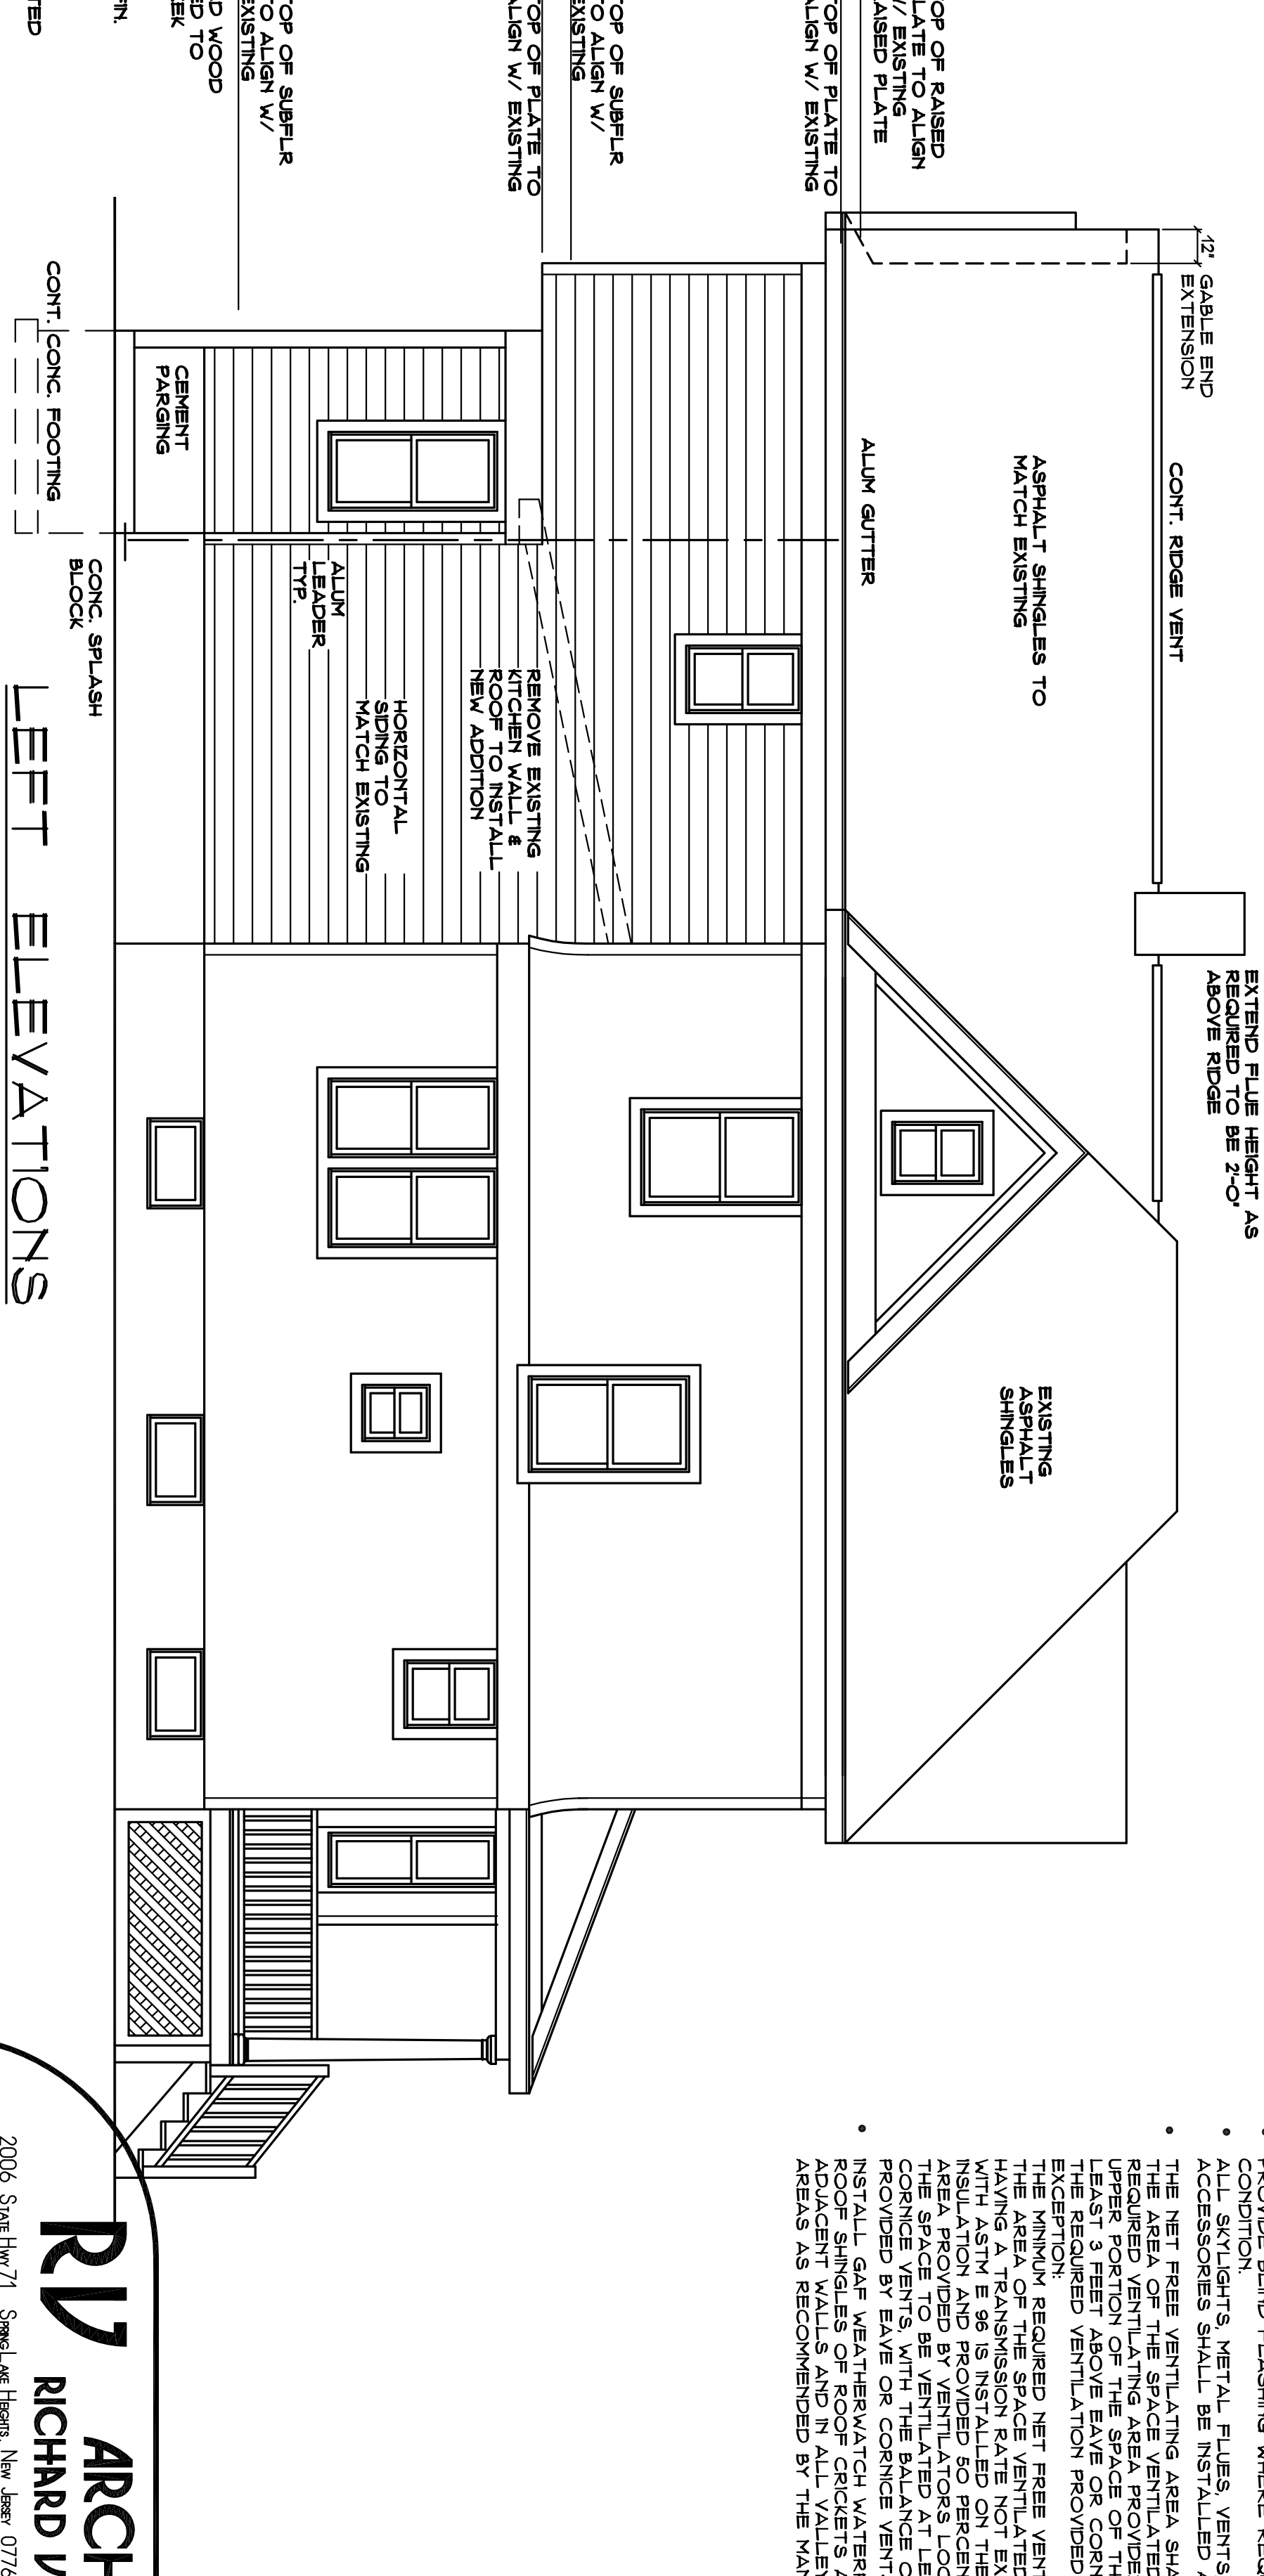 12"
GABLE END
EXTENSION
CONT. RIDGE VENT
EXTEND FLUE HEIGHT AS
REQUIRED TO BE 2'-0"
ABOVE RIDGE
ASPHALT SHINGLES TO
MATCH EXISTING
EXISTING
ASPHALT
SHINGLES
ALUM GUTTER
TOP OF RAISED
PLATE TO ALIGN
W/ EXISTING
RAISED PLATE
TOP OF PLATE TO
ALIGN W/ EXISTING
TOP OF SUBFLR
TO ALIGN W/
EXISTING
TOP OF PLATE TO
ALIGN W/ EXISTING
TOP OF SUBFLR
TO ALIGN W/
EXISTING
WOOD
TO
REMOVE EXISTING
KITCHEN WALL &
ROOF TO INSTALL
NEW ADDITION
HORIZONTAL
SIDING TO
MATCH EXISTING
ALUM
LEADER
TYP.
CEMENT
PARGING
CONC. SPLASH
BLOCK
CONT. CONC. FOOTING
LEFT ELEVATIONS
PROVIDE BLIND FLASHING WHERE
CONDITION.
• ALL SKYLIGHTS, METAL FLUES, VENTS
ACCESSORIES SHALL BE INSTALLED
• THE NET FREE VENTILATING AREA
THE AREA OF THE SPACE VENTILATED
REQUIRED VENTILATING AREA
UPPER PORTION OF THE SPACE OF
LEAST 3 FEET ABOVE EAVE OR
THE REQUIRED VENTILATION PROVIDED
EXCEPTION:
THE MINIMUM REQUIRED NET FREE
THE AREA OF THE SPACE VENTILATED
HAVING A TRANSMISSION RATE NOT
WITH ASTM E 96 IS INSTALLED ON THE
INSULATION AND PROVIDED 50
AREA PROVIDED BY VENTILATORS
THE SPACE TO BE VENTILATED AT
CORNICE VENTS, WITH THE BALANCE
PROVIDED BY EAVE OR CORNICE
• INSTALL GAF WEATHERWATCH
ROOF SHINGLES OF ROOF CRICKETS
ADJACENT WALLS AND IN ALL
AREAS AS RECOMMENDED BY THE
RV
RICHARD
2006 STATE HWY 71 SPRING LAKE HEIGHTS, NEW JERSEY